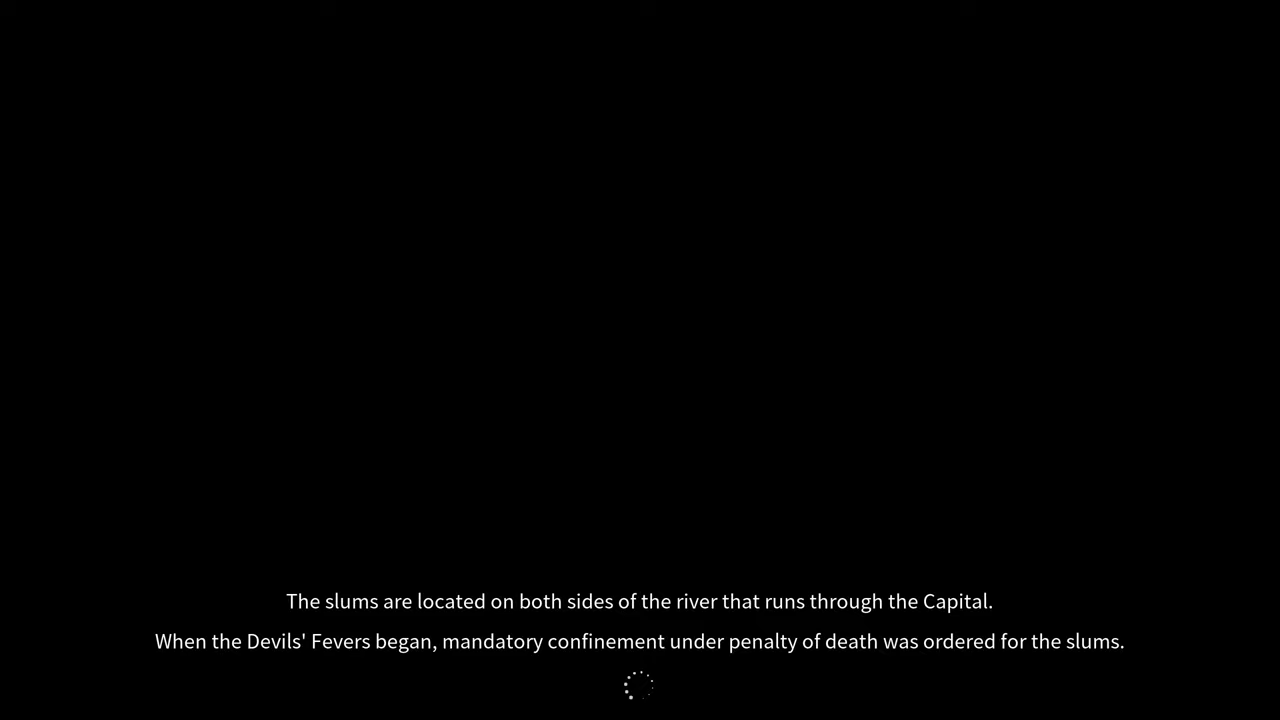 The slums are located on both sides of the river that runs through the Capital.
When the Devils' Fevers began, mandatory confinement under penalty of death was ordered for the slums.